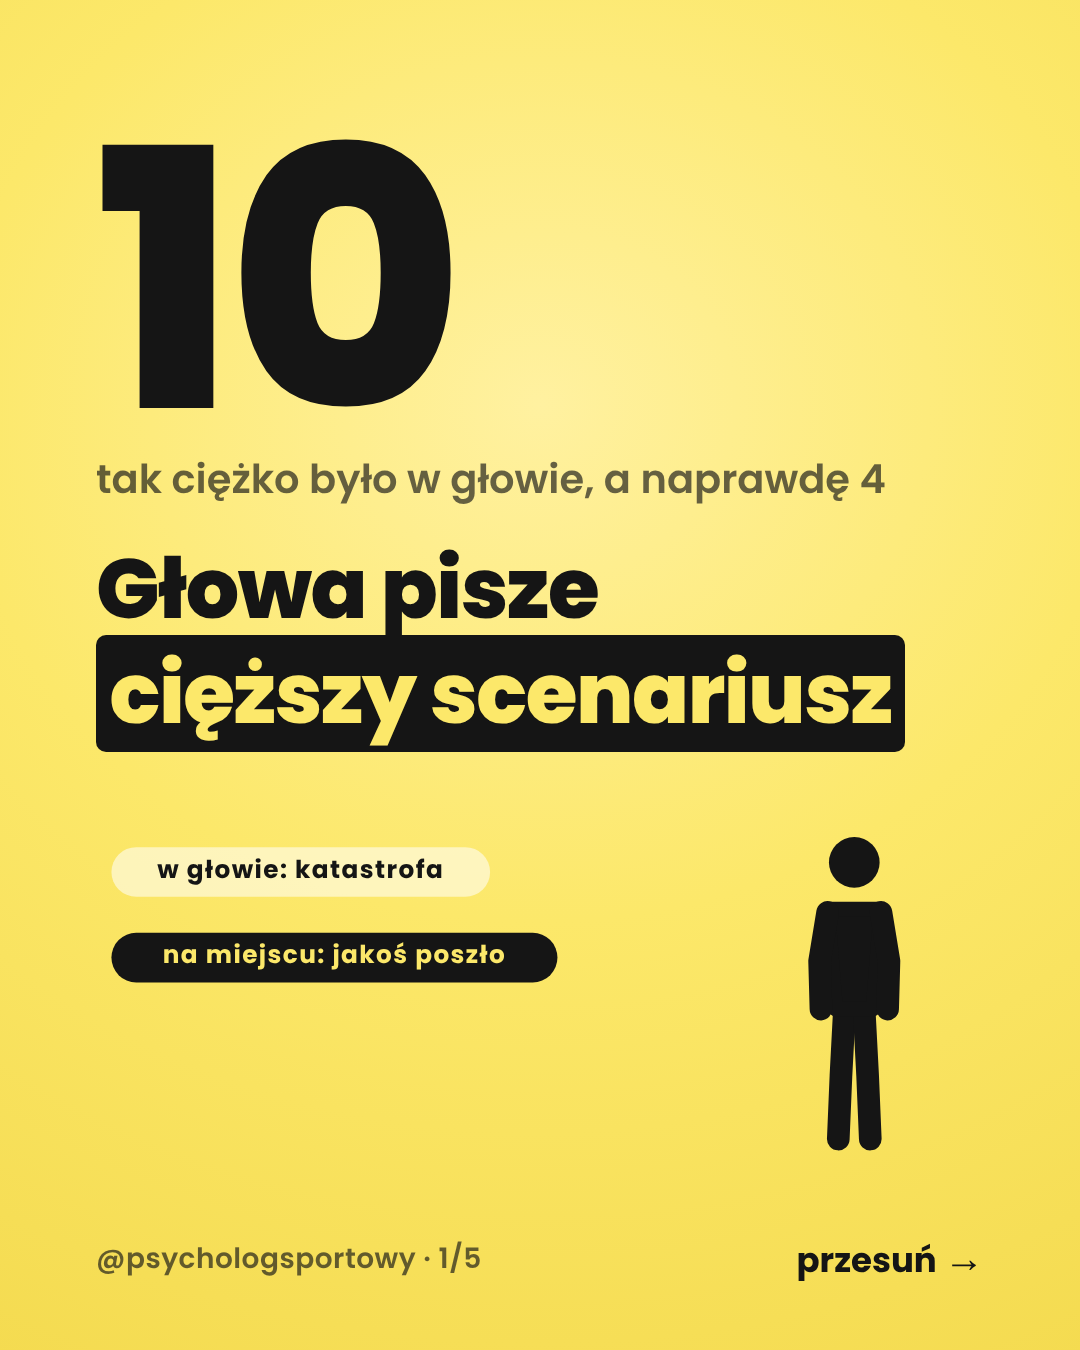 10
tak ciężko było w głowie, a naprawdę 4
Głowa pisze
cięższy scenariusz
w głowie: katastrofa
na miejscu: jakoś poszło
@psychologsportowy · 1/5
przesuń →